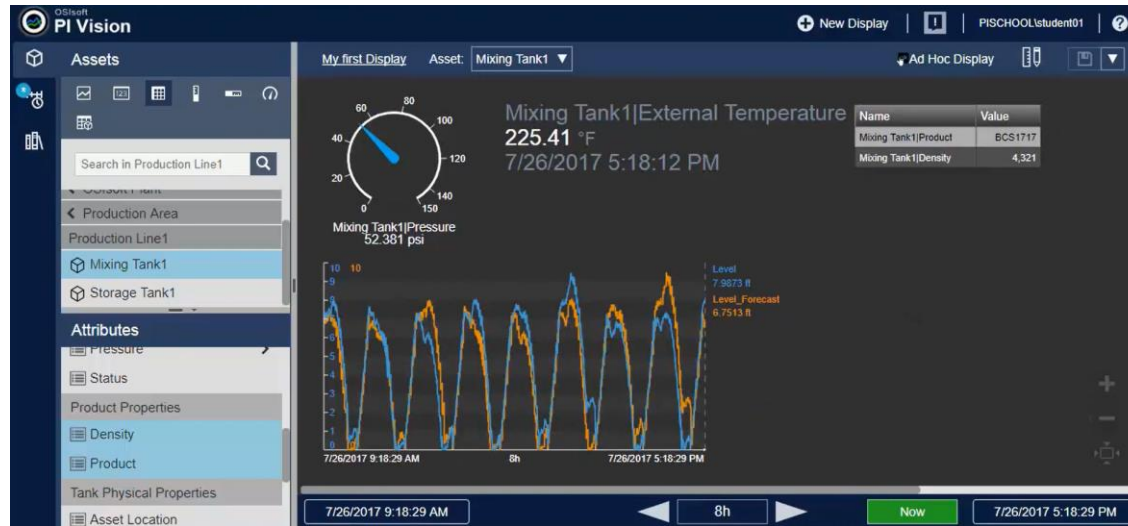 OSIsoft
PI Vision
New Display
PISCHOOL\student01
?
Assets
My first Display
Asset:
Mixing Tank1
Ad Hoc Display
Search in Production Line1
OSIsoft Plant
Production Area
Production Line1
Mixing Tank1
Storage Tank1
Attributes
Pressure
Status
Product Properties
Density
Product
Tank Physical Properties
Asset Location
0
20
40
60
80
100
120
140
150
Mixing Tank1|Pressure
52.381 psi
Mixing Tank1|External Temperature
225.41 °F
7/26/2017 5:18:12 PM
Name Value
Mixing Tank1|Product BCS1717
Mixing Tank1|Density 4,321
10 10
9
8
6
5
4
3
2
1
0
Level
7.9873 ft
Level_Forecast
6.7513 ft
7/26/2017 9:18:29 AM 8h 7/26/2017 5:18:29 PM
7/26/2017 9:18:29 AM
8h
Now
7/26/2017 5:18:29 PM